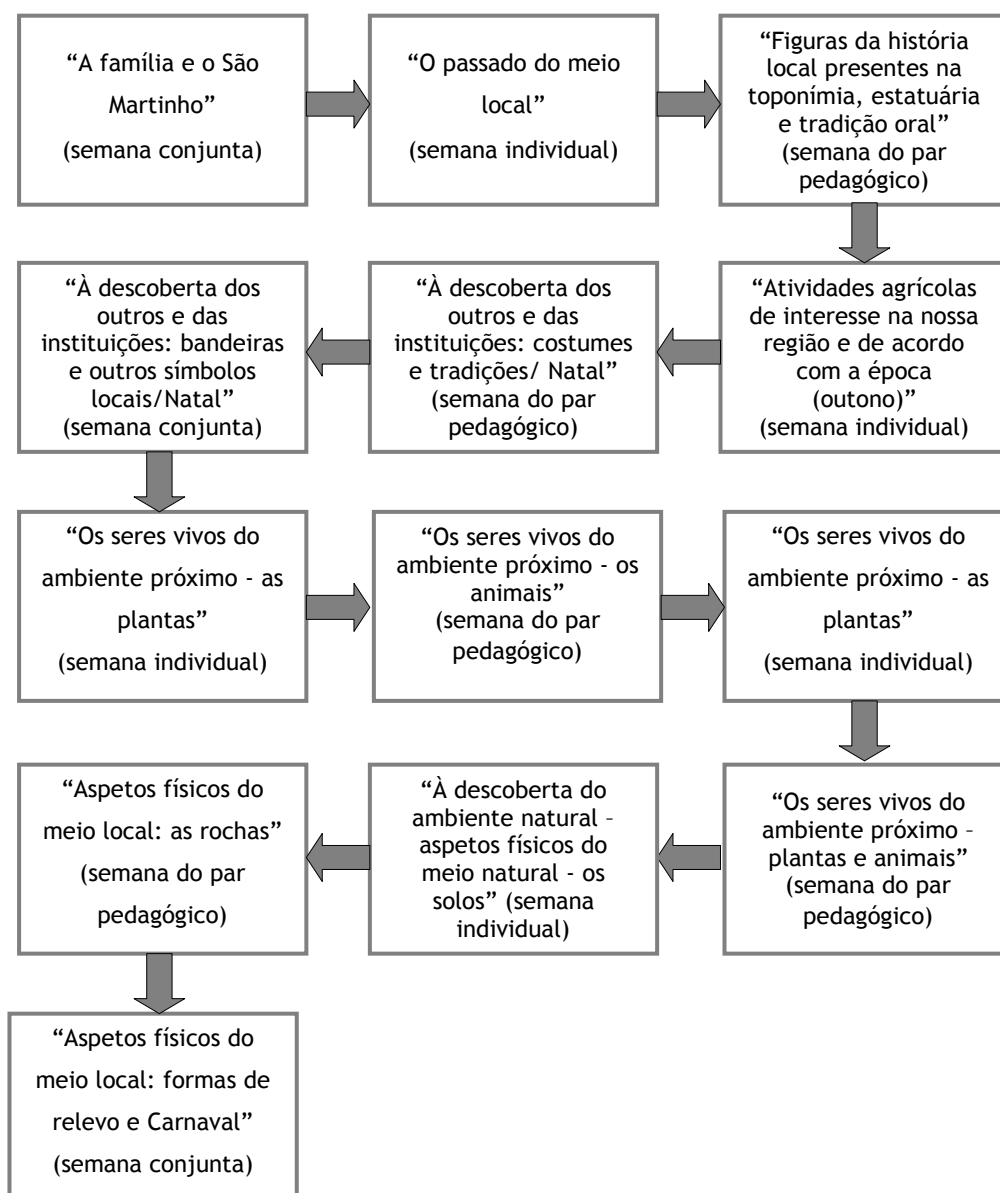 “A família e o São
Martinho”
(semana conjunta)
“O passado do meio
local”
(semana individual)
“Figuras da história
local presentes na
toponímia, estatuária
e tradição oral”
(semana do par
pedagógico)
“Atividades agrícolas
de interesse na nossa
região e de acordo
com a época
(outono)”
(semana individual)
“À descoberta dos
outros e das
instituições: costumes
e tradições/ Natal”
(semana do par
pedagógico)
“À descoberta dos
outros e das
instituições: bandeiras
e outros símbolos
locais/Natal”
(semana conjunta)
“Os seres vivos do
ambiente próximo - as
plantas”
(semana individual)
“Os seres vivos do
ambiente próximo - os
animais”
(semana do par
pedagógico)
“Os seres vivos do
ambiente próximo - as
plantas”
(semana individual)
“Os seres vivos do
ambiente próximo –
plantas e animais”
(semana do par
pedagógico)
“À descoberta do
ambiente natural –
aspetos físicos do
meio natural - os
solos” (semana
individual)
“Aspetos físicos do
meio local: as rochas”
(semana do par
pedagógico)
“Aspetos físicos do
meio local: formas de
relevo e Carnaval”
(semana conjunta)